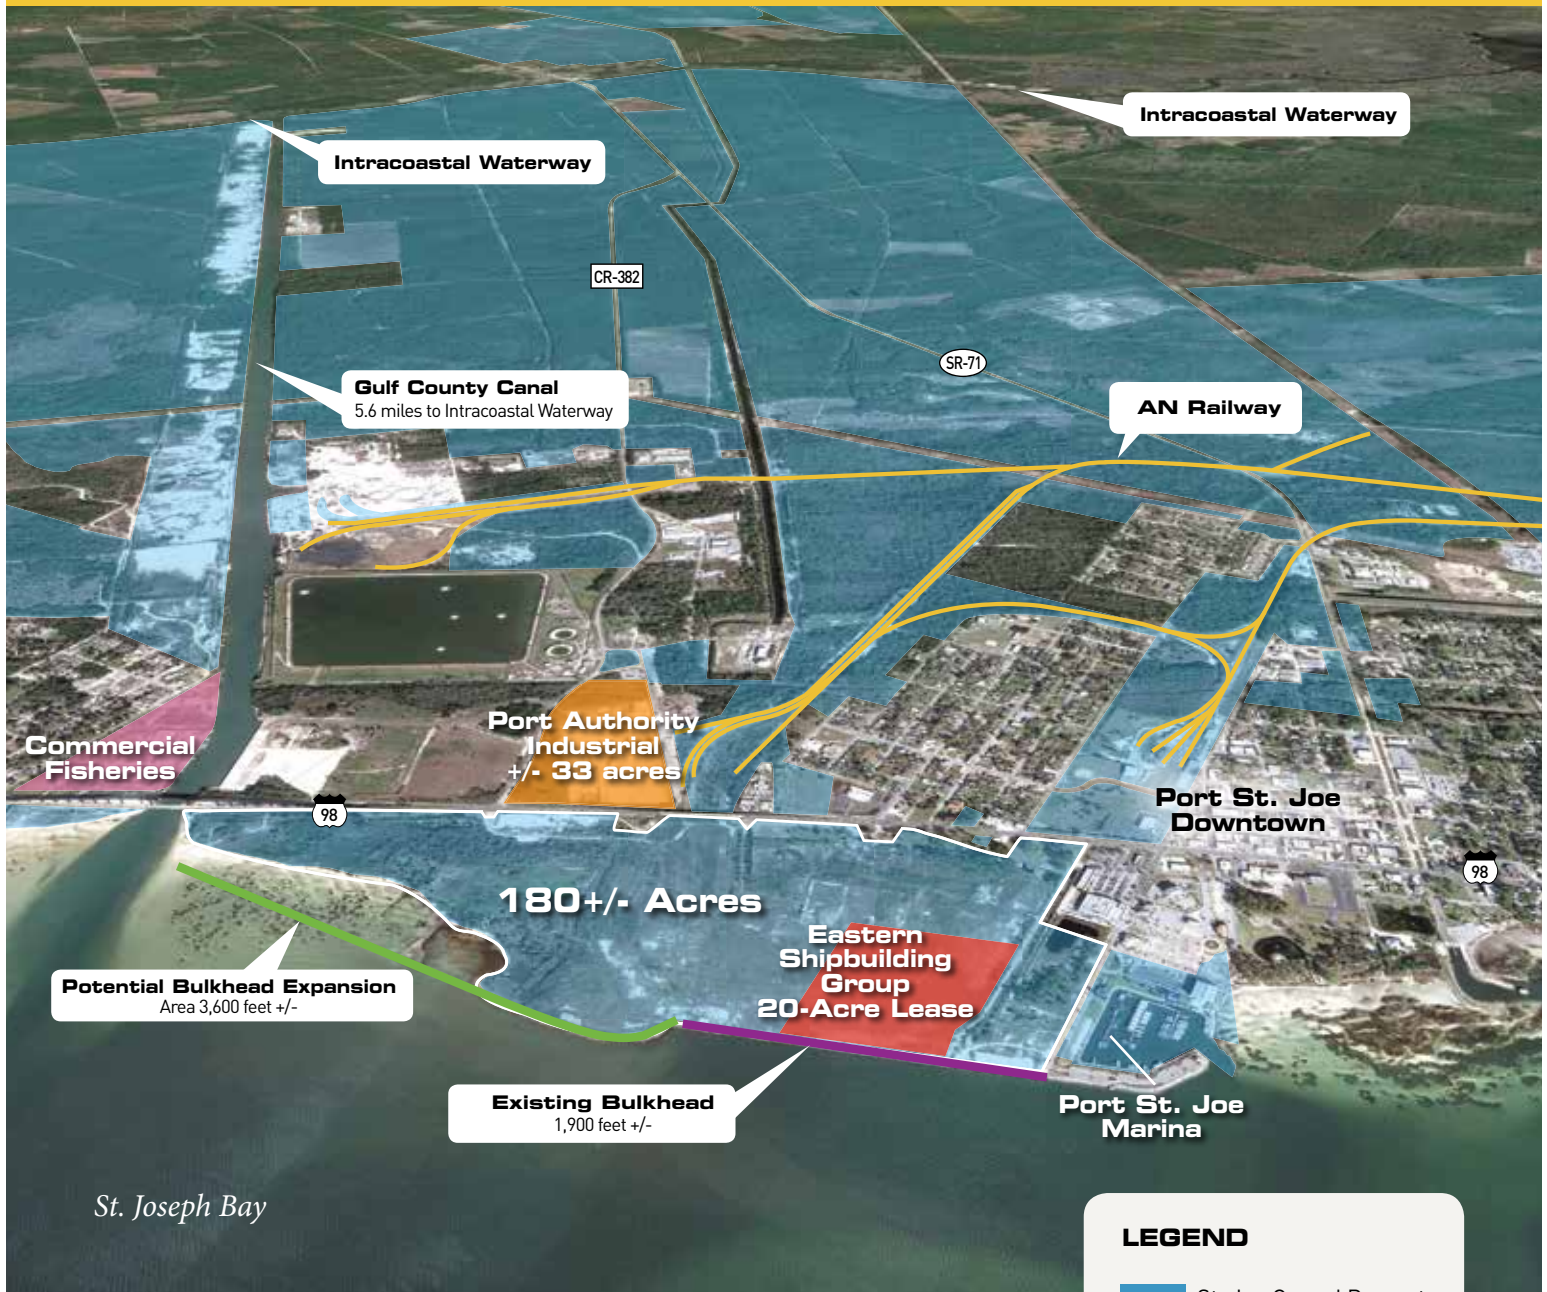 Intracoastal Waterway
Intracoastal Waterway
CR-382
SR-71
Gulf County Canal
5.6 miles to Intracoastal Waterway
AN Railway
Commercial
Fisheries
Port Authority
Industrial
+/- 33 acres
98
Port St. Joe
Downtown
98
180+/- Acres
Eastern
Shipbuilding
Group
20-Acre Lease
Potential Bulkhead Expansion
Area 3,600 feet +/-
Existing Bulkhead
1,900 feet +/-
Port St. Joe
Marina
St. Joseph Bay
LEGEND